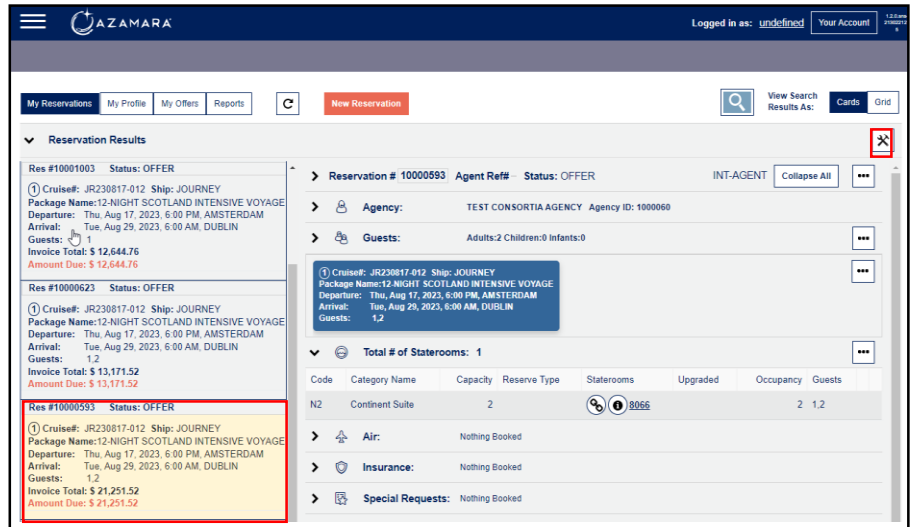 AZAMARA
Logged in as: undefined Your Account
My Reservations My Profile My Offers Reports C New Reservation View Search Results As: Cards Grid
Reservation Results
Res #10001003 Status: OFFER
1 Cruise#: JR230817-012 Ship: JOURNEY
Package Name:12-NIGHT SCOTLAND INTENSIVE VOYAGE
Departure: Thu, Aug 17, 2023, 6:00 PM, AMSTERDAM
Arrival: Tue, Aug 29, 2023, 6:00 AM, DUBLIN
Guests: 1
Invoice Total: $ 12,644.76
Amount Due: $ 12,644.76
Res #10000623 Status: OFFER
1 Cruise#: JR230817-012 Ship: JOURNEY
Package Name:12-NIGHT SCOTLAND INTENSIVE VOYAGE
Departure: Thu, Aug 17, 2023, 6:00 PM, AMSTERDAM
Arrival: Tue, Aug 29, 2023, 6:00 AM, DUBLIN
Guests: 1,2
Invoice Total: $ 13,171.52
Amount Due: $ 13,171.52
Res #10000593 Status: OFFER
1 Cruise#: JR230817-012 Ship: JOURNEY
Package Name:12-NIGHT SCOTLAND INTENSIVE VOYAGE
Departure: Thu, Aug 17, 2023, 6:00 PM, AMSTERDAM
Arrival: Tue, Aug 29, 2023, 6:00 AM, DUBLIN
Guests: 1,2
Invoice Total: $ 21,251.52
Amount Due: $ 21,251.52
Reservation # 10000593 Agent Ref# Status: OFFER INT-AGENT Collapse All
Agency: TEST CONSORTIA AGENCY Agency ID: 1000060
Guests: Adults:2 Children:0 Infants:0
1 Cruise#: JR230817-012 Ship: JOURNEY
Package Name:12-NIGHT SCOTLAND INTENSIVE VOYAGE
Departure: Thu, Aug 17, 2023, 6:00 PM, AMSTERDAM
Arrival: Tue, Aug 29, 2023, 6:00 AM, DUBLIN
Guests: 1,2
Total # of Staterooms: 1
Code Category Name Capacity Reserve Type Staterooms Upgraded Occupancy Guests
N2 Continent Suite 2 8066 2 1,2
Air: Nothing Booked
Insurance: Nothing Booked
Special Requests: Nothing Booked